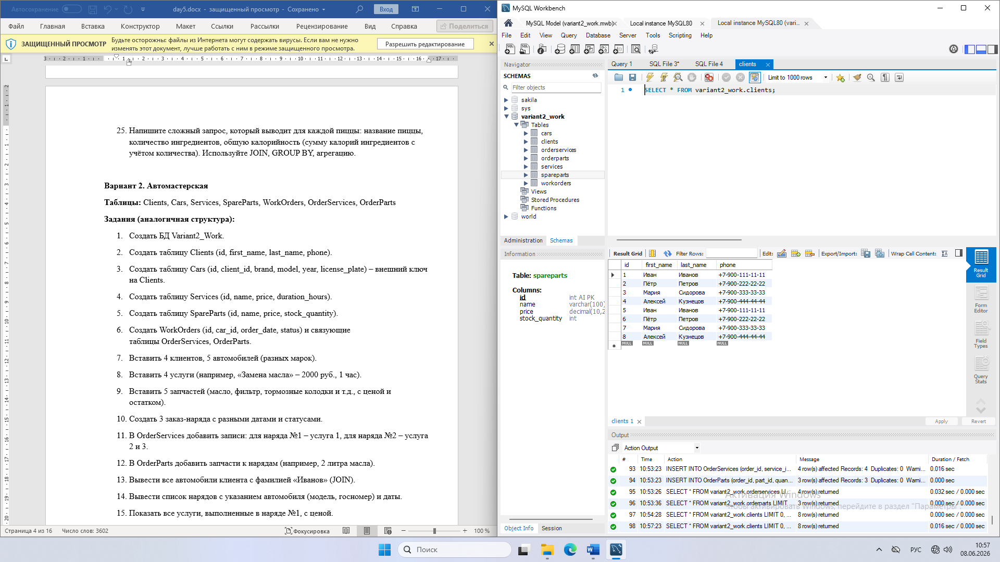 Автосохранение
day5.docx - защищенный просмотр - Сохранено
Вход
Файл Главная Вставка Конструктор Макет Ссылки Рассылки Рецензирование Вид Справка Поделиться
ЗАЩИЩЕННЫЙ ПРОСМОТР
Будьте осторожны: файлы из Интернета могут содержать вирусы. Если вам не нужно
изменять этот документ, лучше работать с ним в режиме защищенного просмотра.
Разрешить редактирование
25. Напишите сложный запрос, который выводит для каждой пиццы: название пиццы,
количество ингредиентов, общую калорийность (сумму калорий ингредиентов с
учётом количества). Используйте JOIN, GROUP BY, агрегацию.
Вариант 2. Автомастерская
Таблицы: Clients, Cars, Services, SpareParts, WorkOrders, OrderServices, OrderParts
Задания (аналогичная структура):
1. Создать БД Variant2_Work.
2. Создать таблицу Clients (id, first_name, last_name, phone).
3. Создать таблицу Cars (id, client_id, brand, model, year, license_plate) – внешний ключ
на Clients.
4. Создать таблицу Services (id, name, price, duration_hours).
5. Создать таблицу SpareParts (id, name, price, stock_quantity).
6. Создать WorkOrders (id, car_id, order_date, status) и связующие
таблицы OrderServices, OrderParts.
7. Вставить 4 клиентов, 5 автомобилей (разных марок).
8. Вставить 4 услуги (например, «Замена масла» – 2000 руб., 1 час).
9. Вставить 5 запчастей (масло, фильтр, тормозные колодки и т.д., с ценой и
остатком).
10. Создать 3 заказ-наряда с разными датами и статусами.
11. В OrderServices добавить записи: для наряда №1 – услуга 1, для наряда №2 – услуга
2 и 3.
12. В OrderParts добавить запчасти к нарядам (например, 2 литра масла).
13. Вывести все автомобили клиента с фамилией «Иванов» (JOIN).
14. Вывести список нарядов с указанием автомобиля (модель, госномер) и даты.
15. Показать все услуги, выполненные в наряде №1, с ценой.
Страница 4 из 16 Число слов: 3602 Фокусировка 100 %
MySQL Workbench
MySQL Model (variant2_work.mwb) Local instance MySQL80 Local instance MySQL80 (vari...
File Edit View Query Database Server Tools Scripting Help
Navigator
SCHEMAS
Filter objects
sakila
sys
variant2_work
Tables
cars
clients
orderservices
orderparts
services
spareparts
workorders
Views
Stored Procedures
Functions
world
Administration Schemas
Information
Table: spareparts
Columns:
id int AI PK
name varchar(100)
price decimal(10,2
stock_quantity int
Object Info Session
Query 1 SQL File 3* SQL File 4 clients
Limit to 1000 rows
1 SELECT * FROM variant2_work.clients;
Result Grid Filter Rows: Edit: Export/Import: Wrap Cell Content: IA
id first_name last_name phone
1 Иван Иванов +7-900-111-11-11
2 Пётр Петров +7-900-222-22-22
3 Мария Сидорова +7-900-333-33-33
4 Алексей Кузнецов +7-900-444-44-44
5 Иван Иванов +7-900-111-11-11
6 Пётр Петров +7-900-222-22-22
7 Мария Сидорова +7-900-333-33-33
8 Алексей Кузнецов +7-900-444-44-44
NULL NULL NULL NULL
Result
Grid
Form
Editor
Field
Types
Query
Stats
clients 1 Apply Revert
Output
Action Output
# Time Action Message Duration / Fetch
93 10:53:23 INSERT INTO OrderServices (order_id, service_i... 4 row(s) affected Records: 4 Duplicates: 0 Warni... 0.016 sec
94 10:53:23 INSERT INTO OrderParts (order_id, part_id, quan... 3 row(s) affected Records: 3 Duplicates: 0 Warni... 0.000 sec
95 10:53:26 SELECT * FROM variant2_work.orderservices LI... 4 row(s) returned 0.032 sec / 0.000 sec
96 10:53:36 SELECT * FROM variant2_work.orderparts LIMIT ... 3 row(s) returned 0.000 sec / 0.000 sec
97 10:54:28 SELECT * FROM variant2_work.clients LIMIT 0, ... 8 row(s) returned 0.000 sec / 0.000 sec
98 10:57:23 SELECT * FROM variant2_work.clients LIMIT 0, ... 8 row(s) returned 0.016 sec / 0.000 sec
Активация Windows
Чтобы активировать Windows, перейдите в раздел "Параметры".
Поиск
РУС
10:57
08.06.2026